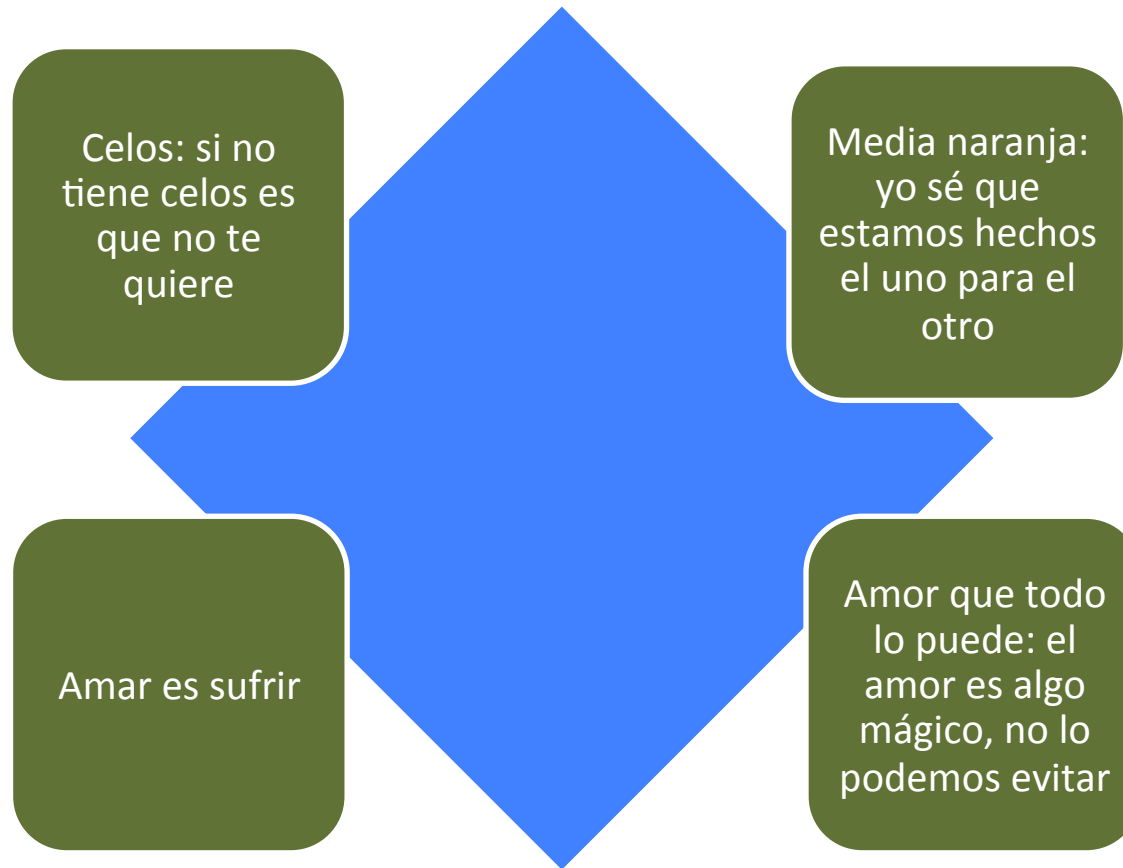 Celos: si no
tiene celos es
que no te
quiere
Media naranja:
yo sé que
estamos hechos
el uno para el
otro
Amar es sufrir
Amor que todo
lo puede: el
amor es algo
mágico, no lo
podemos evitar